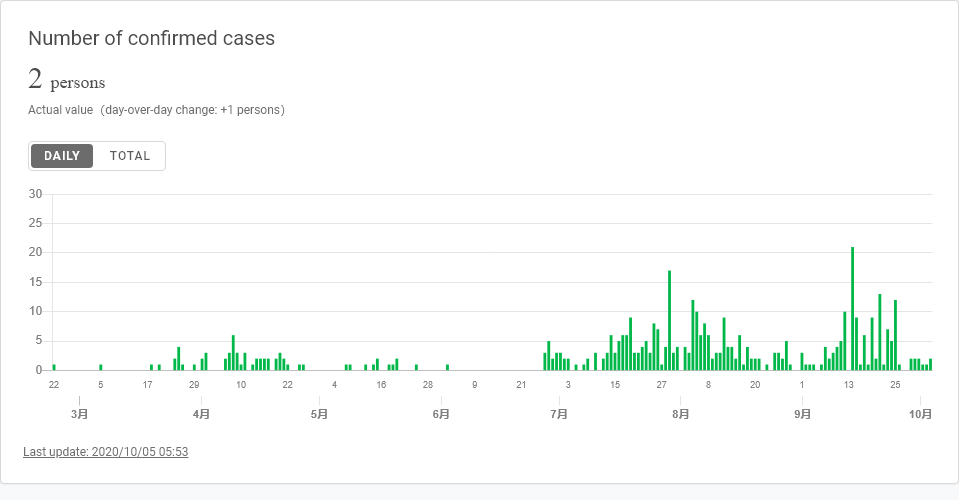 Number of confirmed cases
2 persons
Actual value (day-over-day change: +1 persons)
DAILY TOTAL
30
25
20
15
10
5
0
22 5 17 29 10 22 4 16 28 9 21 3 15 27 8 20 1 13 25
3月 4月 5月 6月 7月 8月 9月 10月
Last update: 2020/10/05 05:53